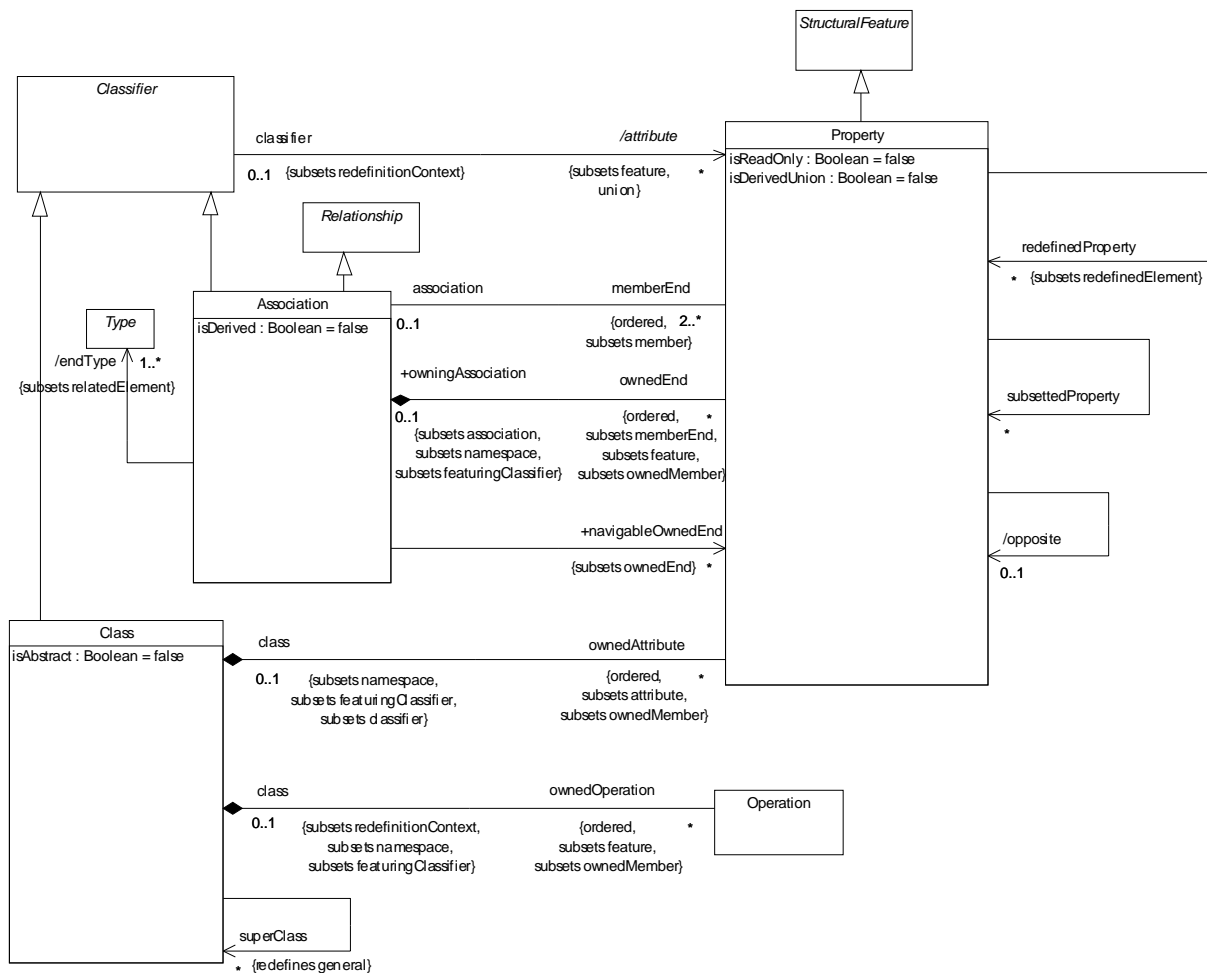 StructuralFeature
Classifier
classifier
/attribute
0..1
{subsets redefinitionContext}
{subsets feature,
union}
*
Property
isReadOnly : Boolean = false
isDerivedUnion : Boolean = false
Relationship
redefinedProperty
*
{subsets redefinedElement}
Association
isDerived : Boolean = false
association
memberEnd
0..1
{ordered,
subsets member}
2..*
Type
/endType
1..*
{subsets relatedElement}
+owningAssociation
ownedEnd
0..1
{subsets association,
subsets namespace,
subsets featuringClassifier}
{ordered,
subsets memberEnd,
subsets feature,
subsets ownedMember}
*
subsettedProperty
*
+navigableOwnedEnd
{subsets ownedEnd}
*
/opposite
0..1
Class
isAbstract : Boolean = false
class
ownedAttribute
0..1
{subsets namespace,
subsets featuringClassifier,
subsets classifier}
{ordered,
subsets attribute,
subsets ownedMember}
*
class
ownedOperation
0..1
{subsets redefinitionContext,
subsets namespace,
subsets featuringClassifier}
{ordered,
subsets feature,
subsets ownedMember}
*
Operation
superClass
*
{redefines general}